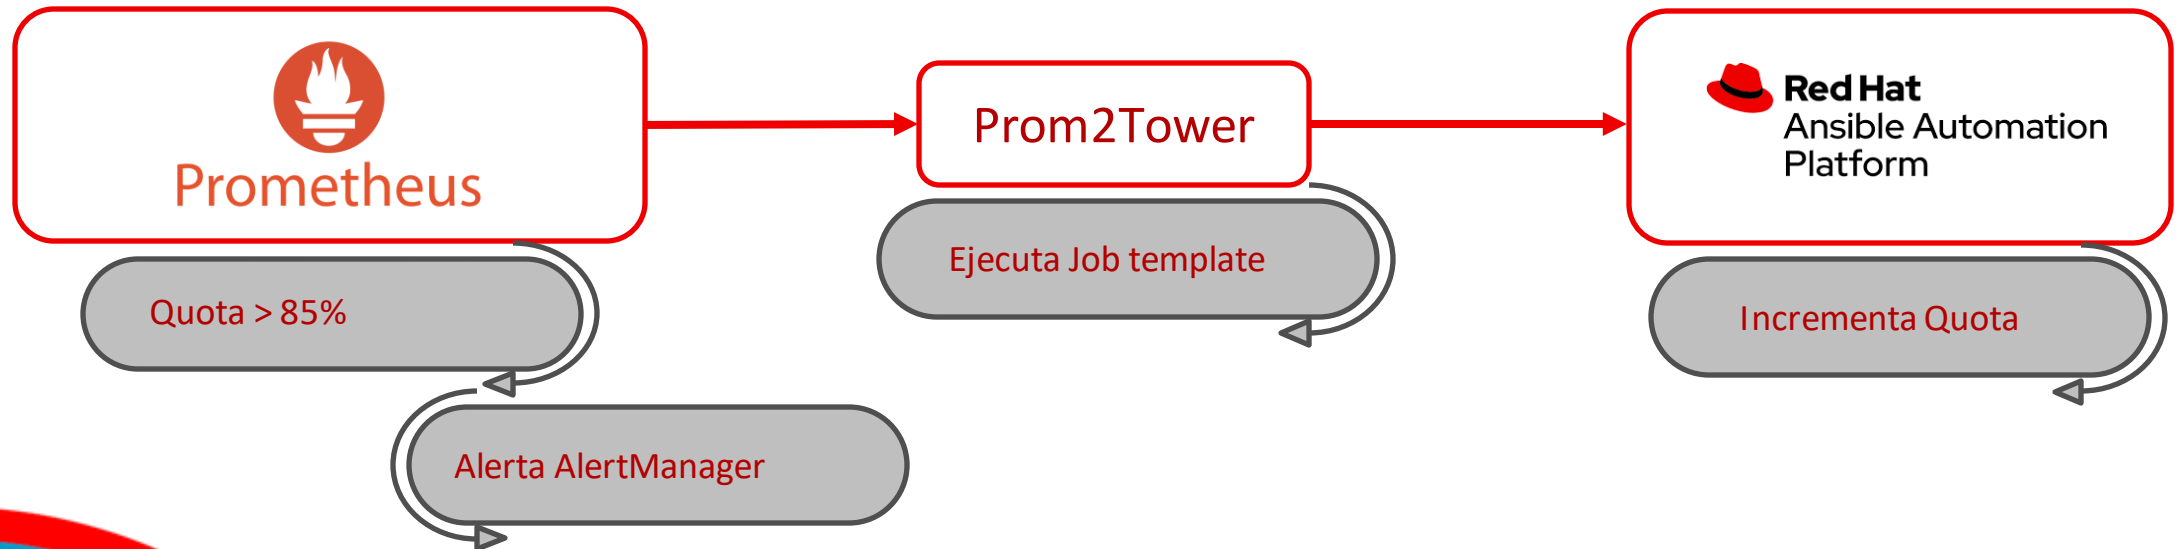 Prometheus
Quota > 85%
Alerta AlertManager
Prom2Tower
Ejecuta Job template
Red Hat
Ansible Automation
Platform
Incrementa Quota